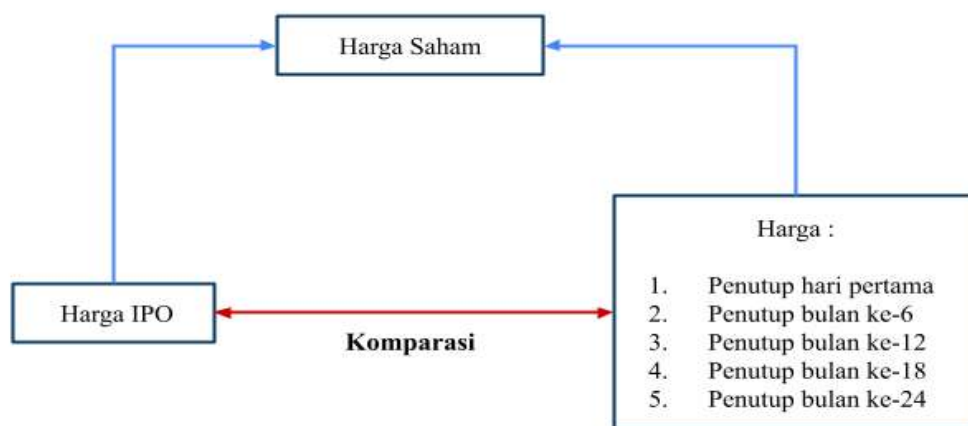 Harga Saham
Harga IPO
Komparasi
Harga :
1. Penutup hari pertama
2. Penutup bulan ke-6
3. Penutup bulan ke-12
4. Penutup bulan ke-18
5. Penutup bulan ke-24